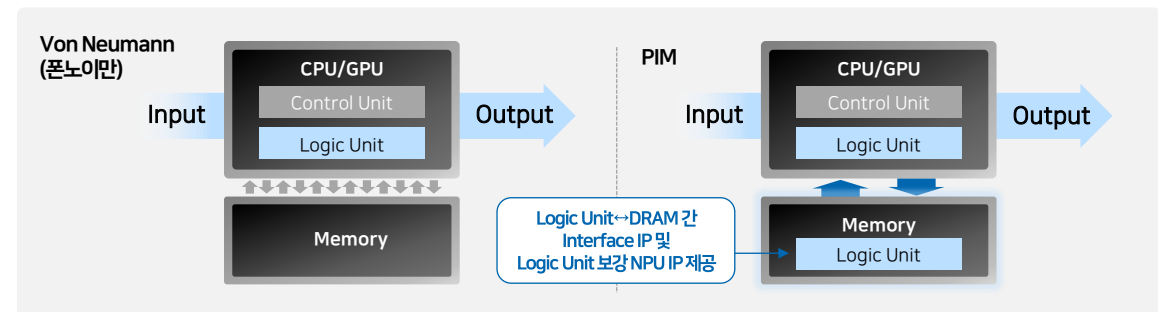 Von Neumann
(폰노이만)
CPU/GPU
Control Unit
Logic Unit
Input
Output
Memory
PIM
CPU/GPU
Control Unit
Logic Unit
Input
Output
Logic Unit↔DRAM 간
Interface IP 및
Logic Unit 보강 NPU IP 제공
Memory
Logic Unit